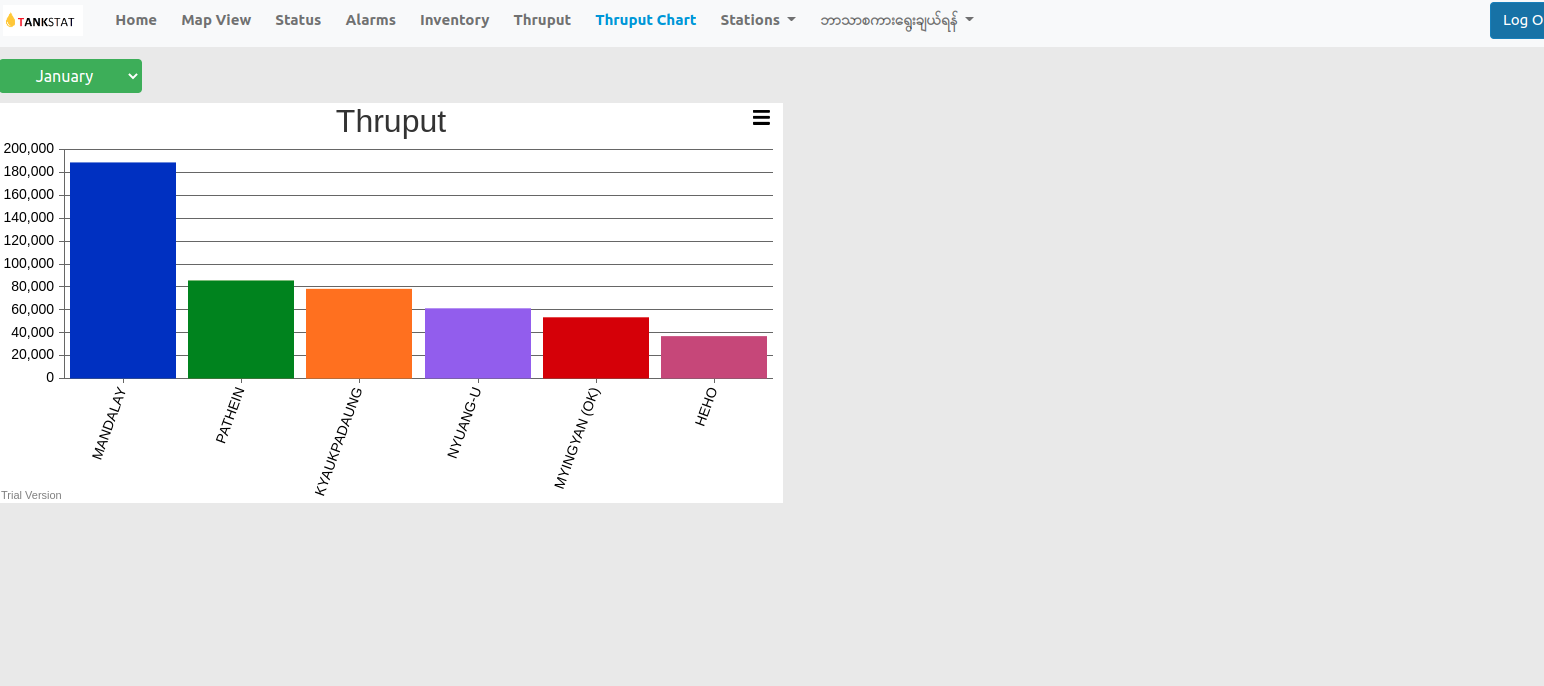 TANKSTAT Home Map View Status Alarms Inventory Thruput Thruput Chart Stations ဘာသာစကားရွေးချယ်ရန် Log O
January
Thruput
200,000
180,000
160,000
140,000
120,000
100,000
80,000
60,000
40,000
20,000
0
MANDALAY
PATHEIN
KYAUKPADAUNG
NYUANG-U
MYINGYAN (OK)
HEHO
Trial Version